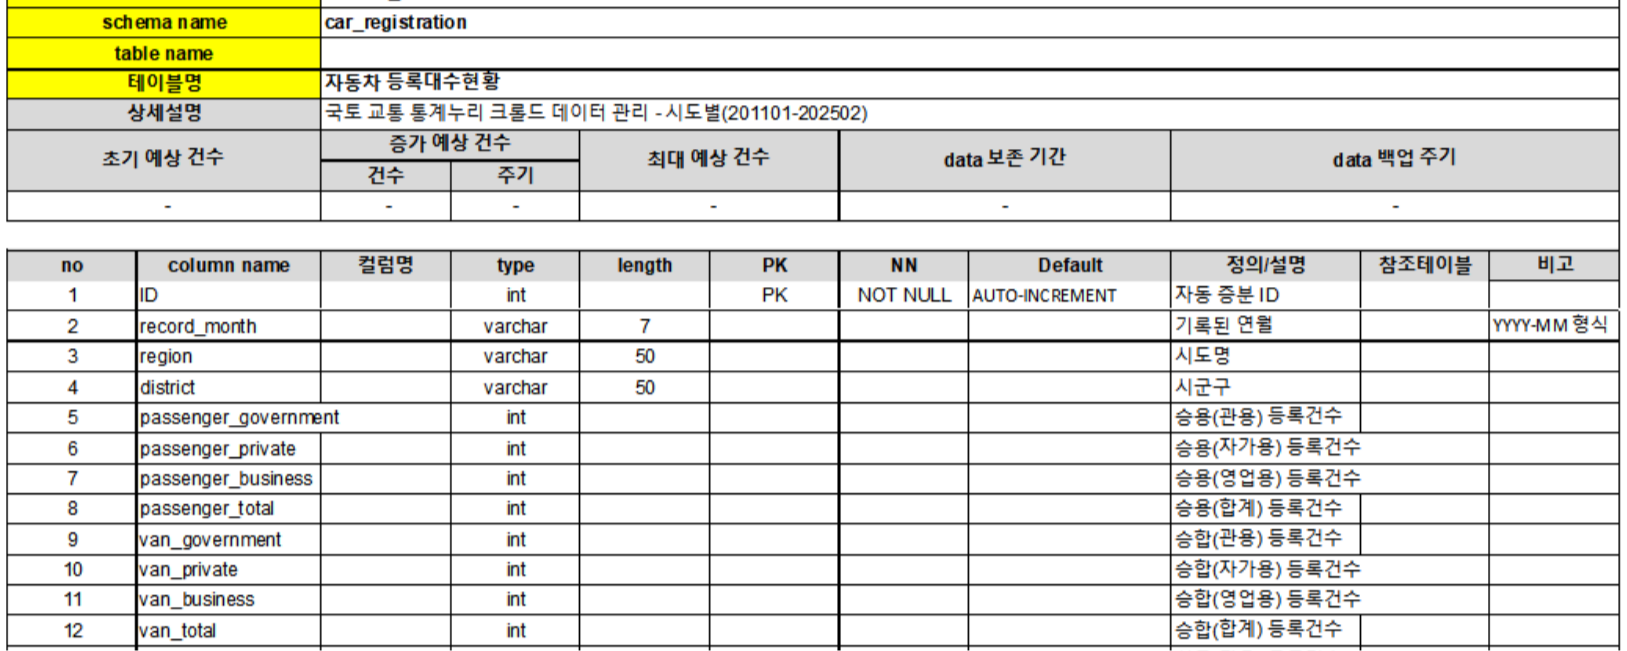 schema name car_registration
table name
테이블명 자동차 등록대수현황
상세설명 국토 교통 통계누리 크롤드 데이터 관리 - 시도별(201101-202502)
초기 예상 건수 증가 예상 건수 최대 예상 건수 data 보존 기간 data 백업 주기
건수 주기
- - - - - -
no column name 컬럼명 type length PK NN Default 정의/설명 참조테이블 비고
1 ID int PK NOT NULL AUTO-INCREMENT 자동 증분 ID
2 record_month varchar 7 기록된 연월 YYYY-MM 형식
3 region varchar 50 시도명
4 district varchar 50 시군구
5 passenger_government int 승용(관용) 등록건수
6 passenger_private int 승용(자가용) 등록건수
7 passenger_business int 승용(영업용) 등록건수
8 passenger_total int 승용(합계) 등록건수
9 van_government int 승합(관용) 등록건수
10 van_private int 승합(자가용) 등록건수
11 van_business int 승합(영업용) 등록건수
12 van_total int 승합(합계) 등록건수